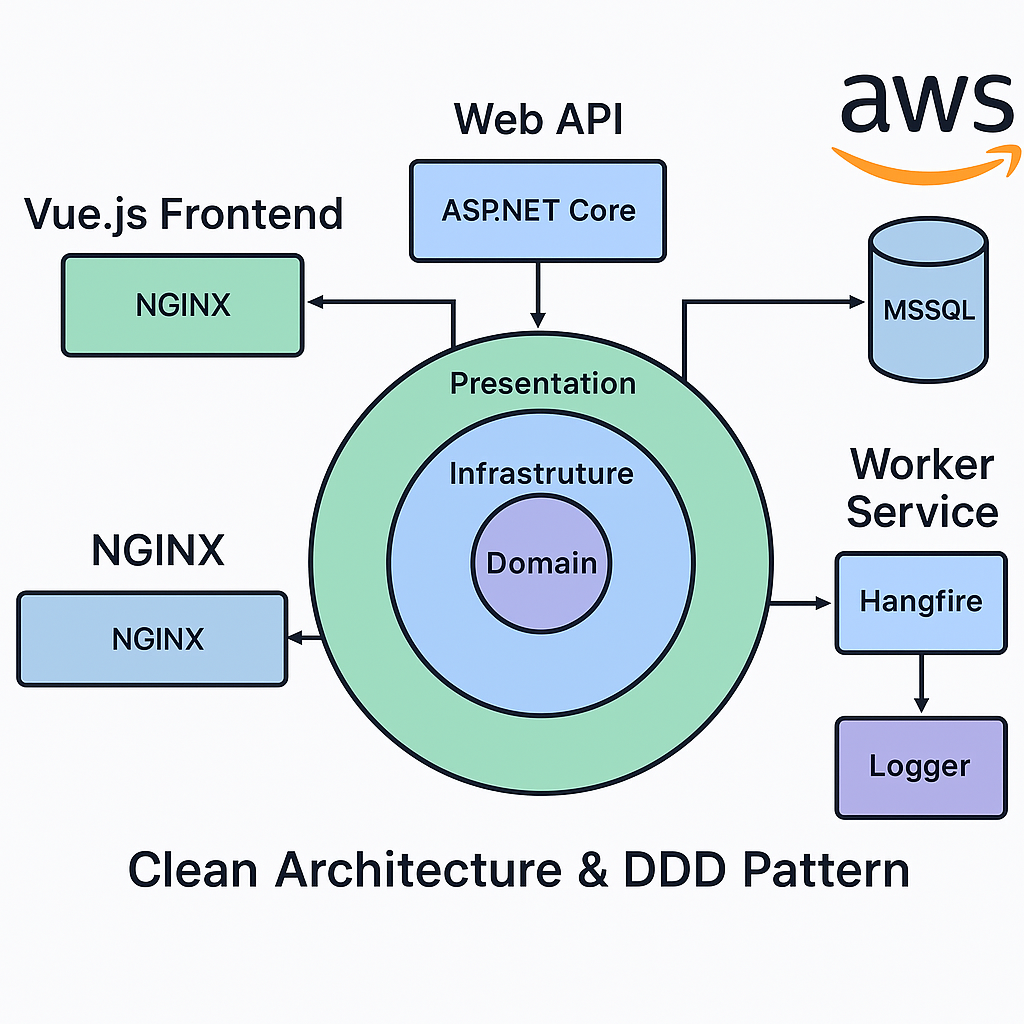 aws
Web API
ASP.NET Core
Vue.js Frontend
NGINX
MSSQL
Presentation
Infrastruture
Domain
Worker
Service
Hangfire
NGINX
NGINX
Logger
Clean Architecture & DDD Pattern